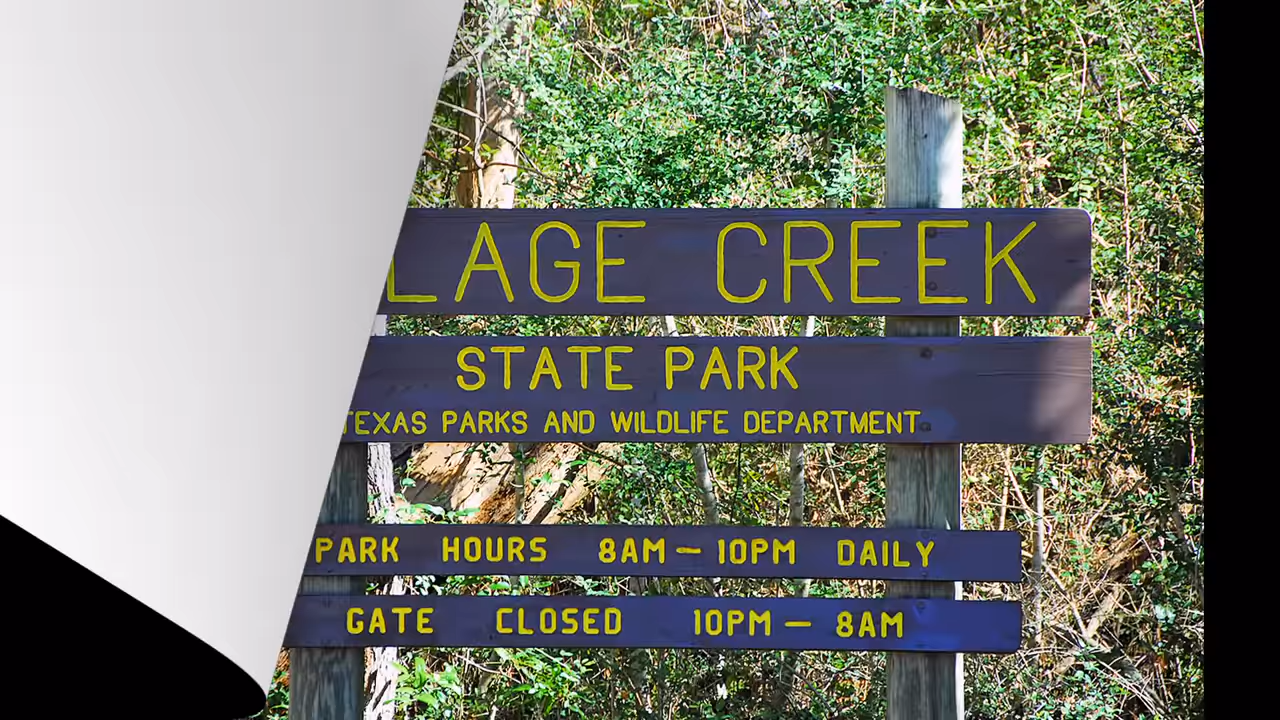 LAGE CREEK
STATE PARK
TEXAS PARKS AND WILDLIFE DEPARTMENT
PARK HOURS 8AM – 10PM DAILY
GATE CLOSED 10PM – 8AM